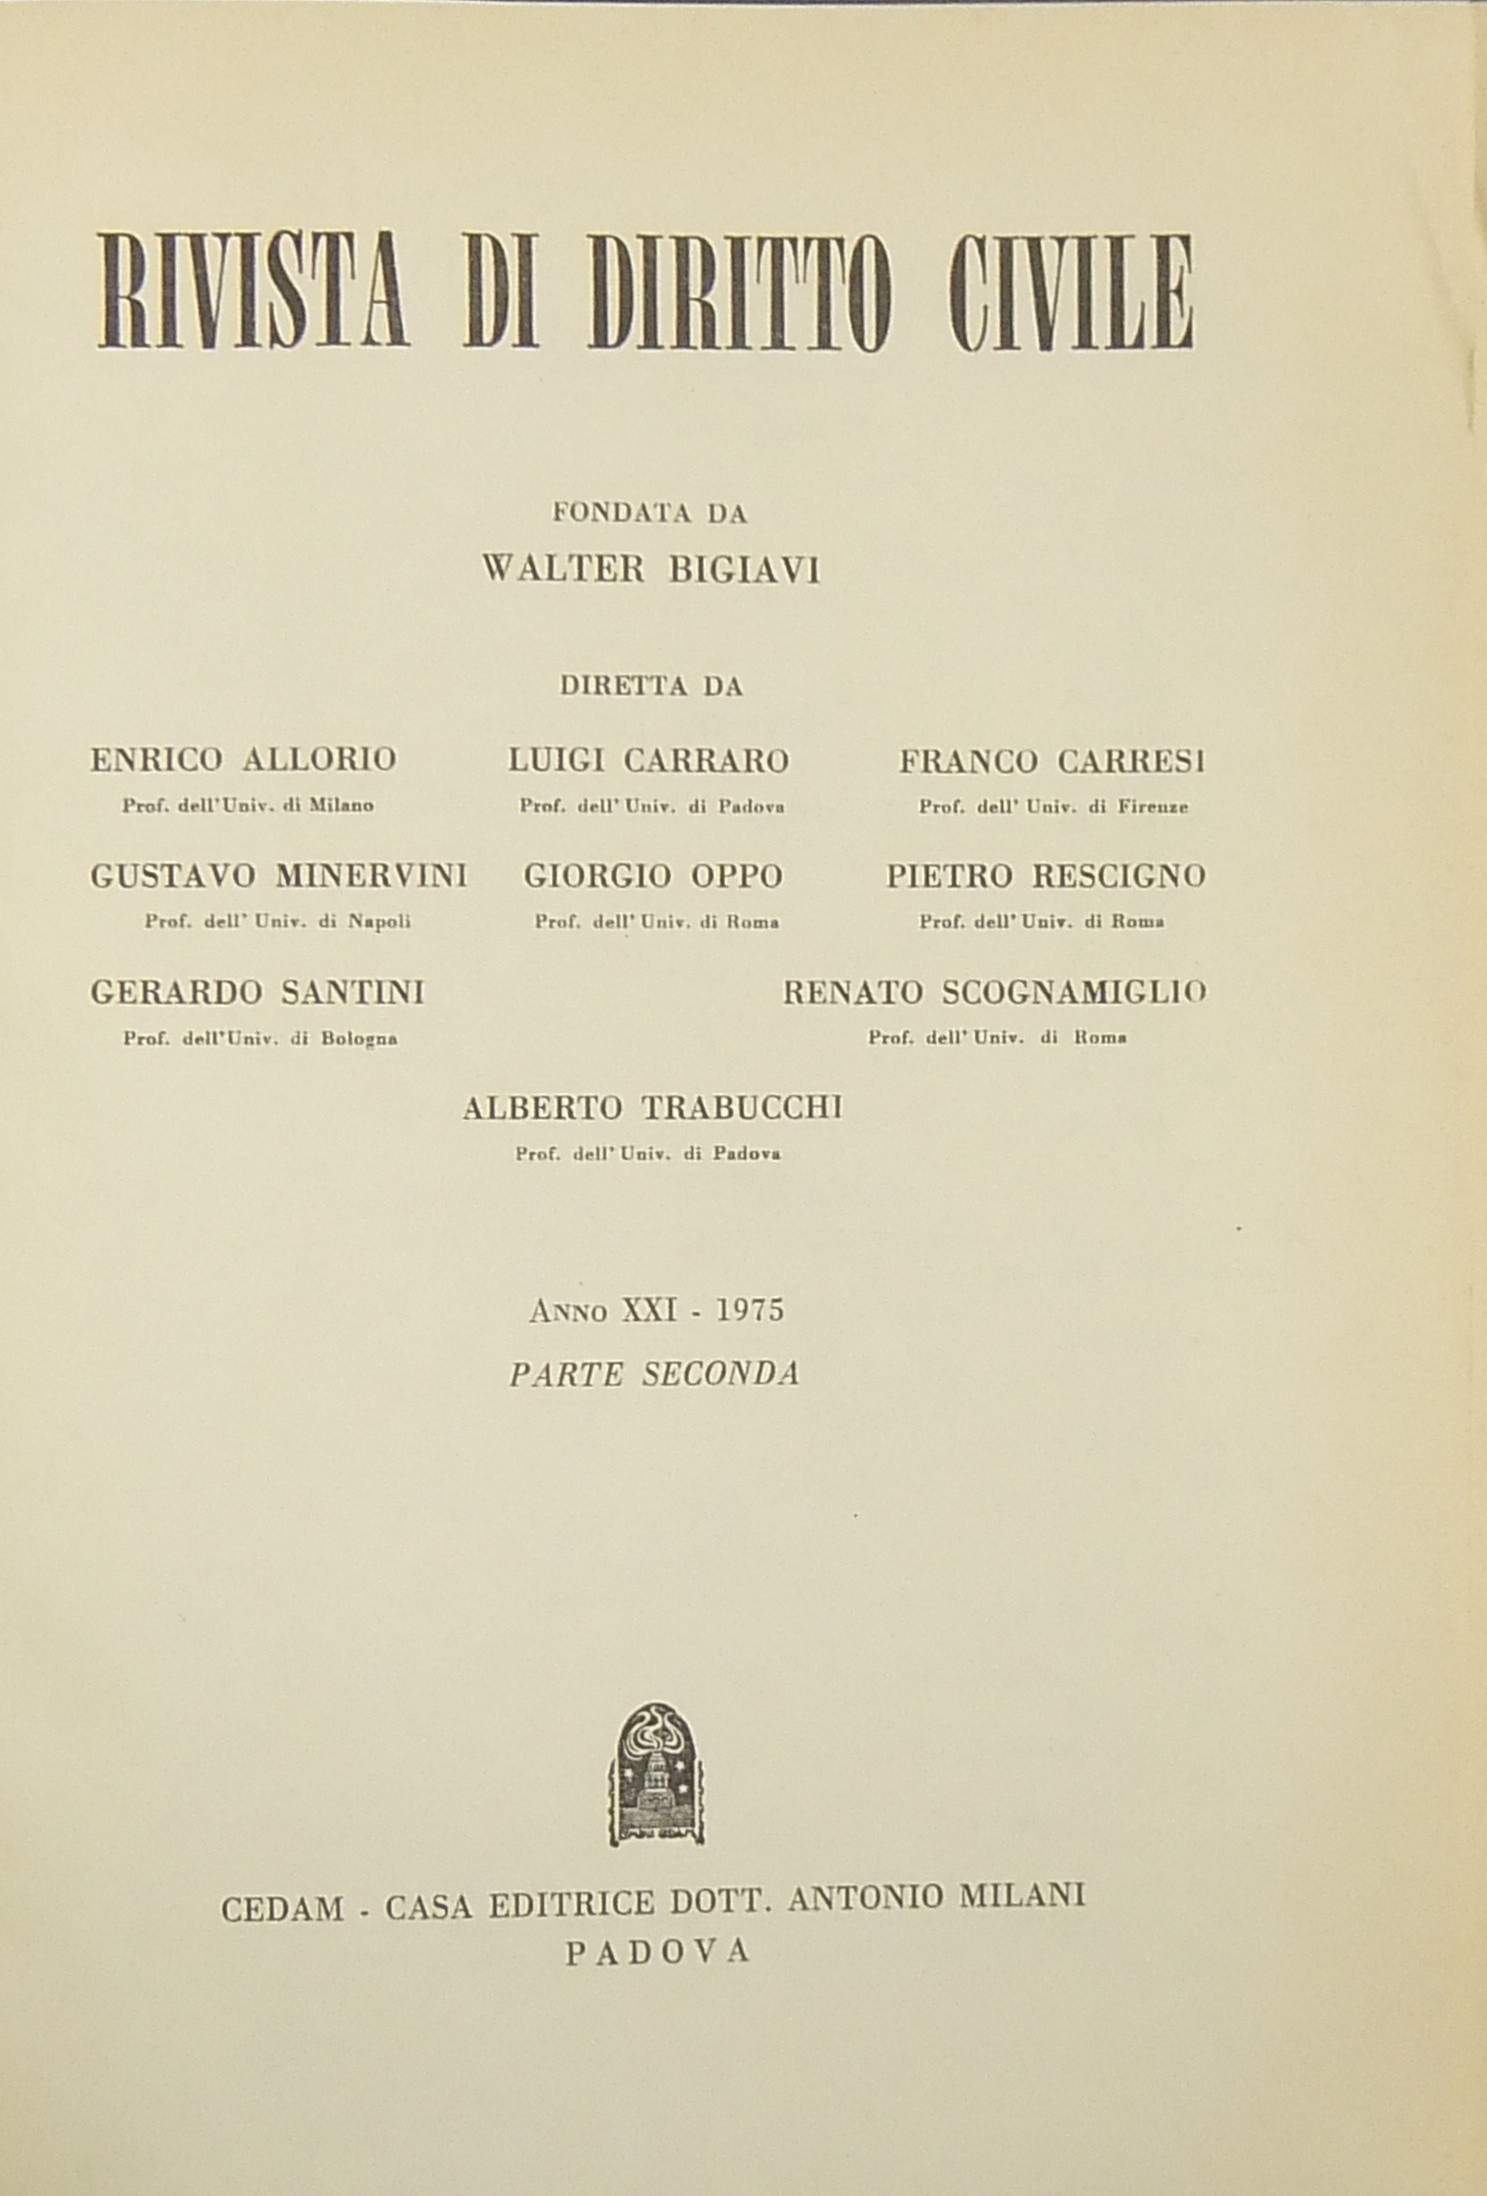 RIVISTA DI DIRITTO CIVILE
FONDATA DA
WALTER BIGIAVI
DIRETTA DA
ENRICO ALLORIO LUIGI CARRARO FRANCO CARRESI
Prof. dell'Univ. di Milano Prof. dell'Univ. di Padova Prof. dell'Univ. di Firenze
GUSTAVO MINERVINI GIORGIO OPPO PIETRO RESCIGNO
Prof. dell'Univ. di Napoli Prof. dell'Univ. di Roma Prof. dell'Univ. di Roma
GERARDO SANTINI RENATO SCOGNAMIGLIO
Prof. dell'Univ. di Bologna Prof. dell'Univ. di Roma
ALBERTO TRABUCCHI
Prof. dell'Univ. di Padova
ANNO XXI - 1975
PARTE SECONDA
CEDAM - CASA EDITRICE DOTT. ANTONIO MILANI
PADOVA